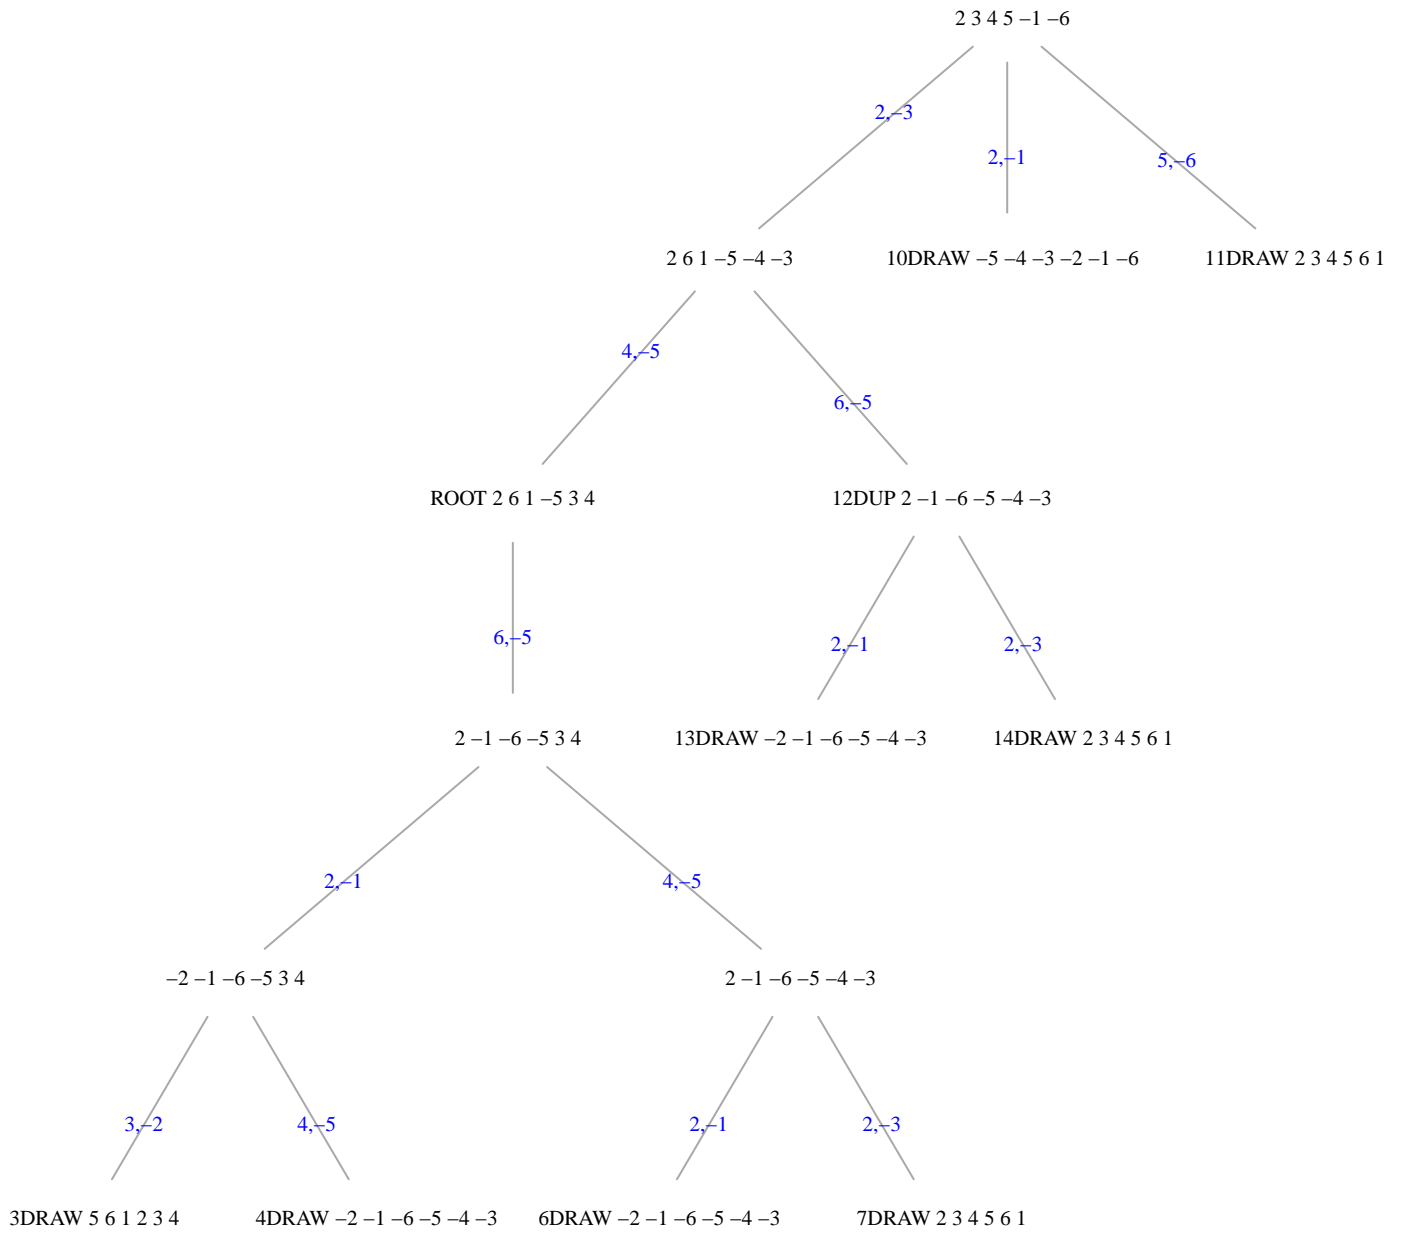 2 3 4 5 –1 –6
2,–3
2,–1
5,–6
2 6 1 –5 –4 –3
10DRAW –5 –4 –3 –2 –1 –6
11DRAW 2 3 4 5 6 1
4,–5
6,–5
ROOT 2 6 1 –5 3 4
12DUP 2 –1 –6 –5 –4 –3
6,–5
2,–1
2,–3
2 –1 –6 –5 3 4
13DRAW –2 –1 –6 –5 –4 –3
14DRAW 2 3 4 5 6 1
2,–1
4,–5
–2 –1 –6 –5 3 4
2 –1 –6 –5 –4 –3
3,–2
4,–5
2,–1
2,–3
3DRAW 5 6 1 2 3 4
4DRAW –2 –1 –6 –5 –4 –3
6DRAW –2 –1 –6 –5 –4 –3
7DRAW 2 3 4 5 6 1